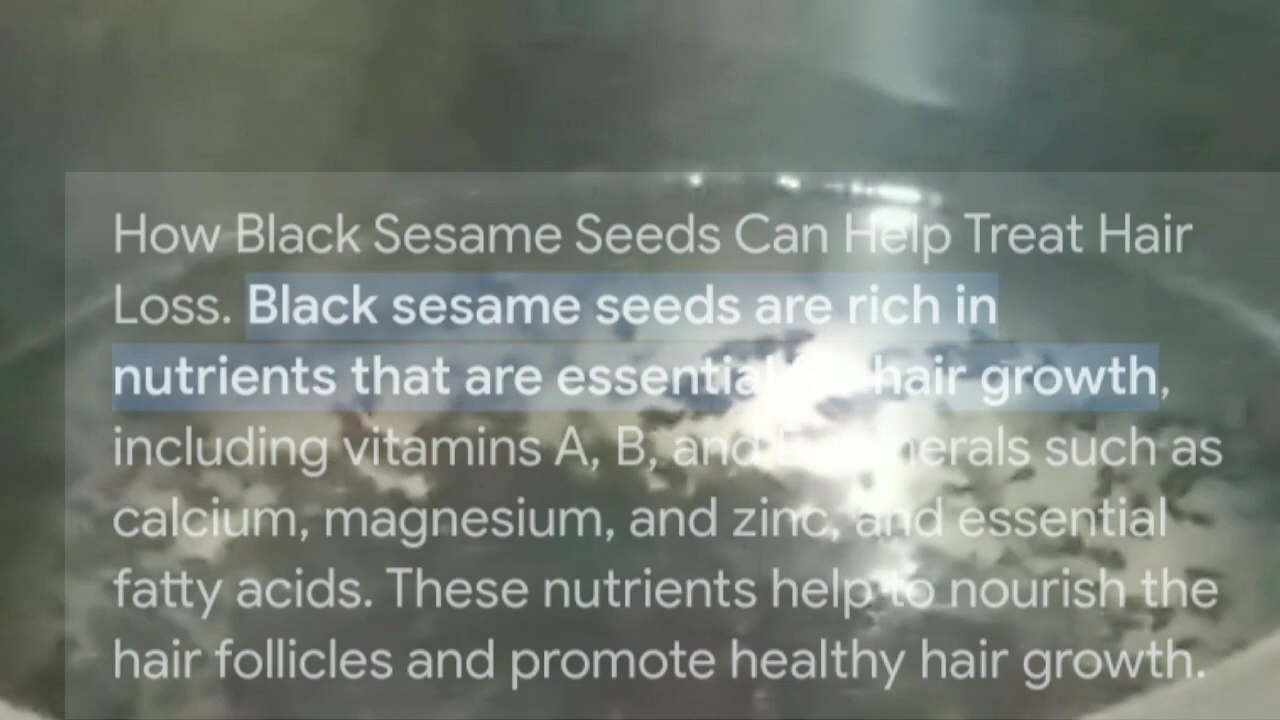 How Black Sesame Seeds Can Help Treat Hair
Loss. Black sesame seeds are rich in
nutrients that are essential hair growth,
including vitamins A, B, and such as
calcium, magnesium, and zinc, and essential
fatty acids. These nutrients help to nourish the
hair follicles and promote healthy hair growth.